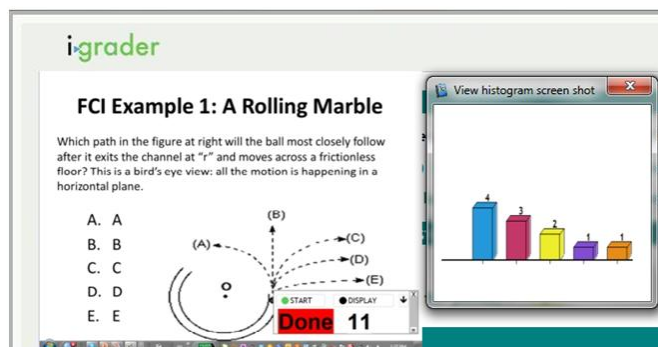 i>grader
FCI Example 1: A Rolling Marble
Which path in the figure at right will the ball most closely follow
after it exits the channel at “r” and moves across a frictionless
floor? This is a bird’s eye view: all the motion is happening in a
horizontal plane.
A. A
B. B
C. C
D. D
E. E
(B)
(A)
(C)
(D)
(E)
O
START DISPLAY
Done 11
View histogram screen shot
4
3
2
1
1